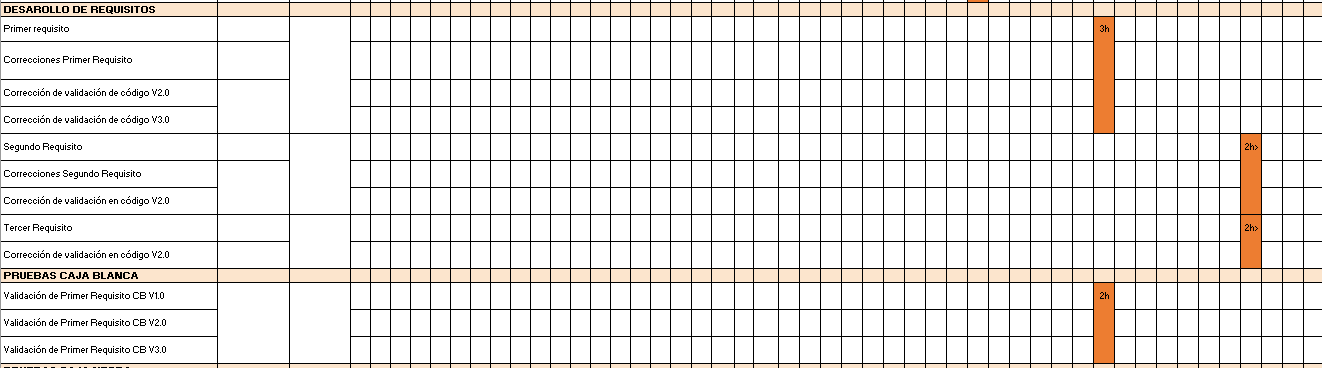 DESAROLLO DE REQUISITOS
Primer requisito
3h
Correcciones Primer Requisito
Corrección de validación de código V2.0
Corrección de validación de código V3.0
Segundo Requisito
2h>
Correcciones Segundo Requisito
Corrección de validación en código V2.0
Tercer Requisito
2h>
Corrección de validación en código V2.0
PRUEBAS CAJA BLANCA
Validación de Primer Requisito CB V1.0
2h
Validación de Primer Requisito CB V2.0
Validación de Primer Requisito CB V3.0